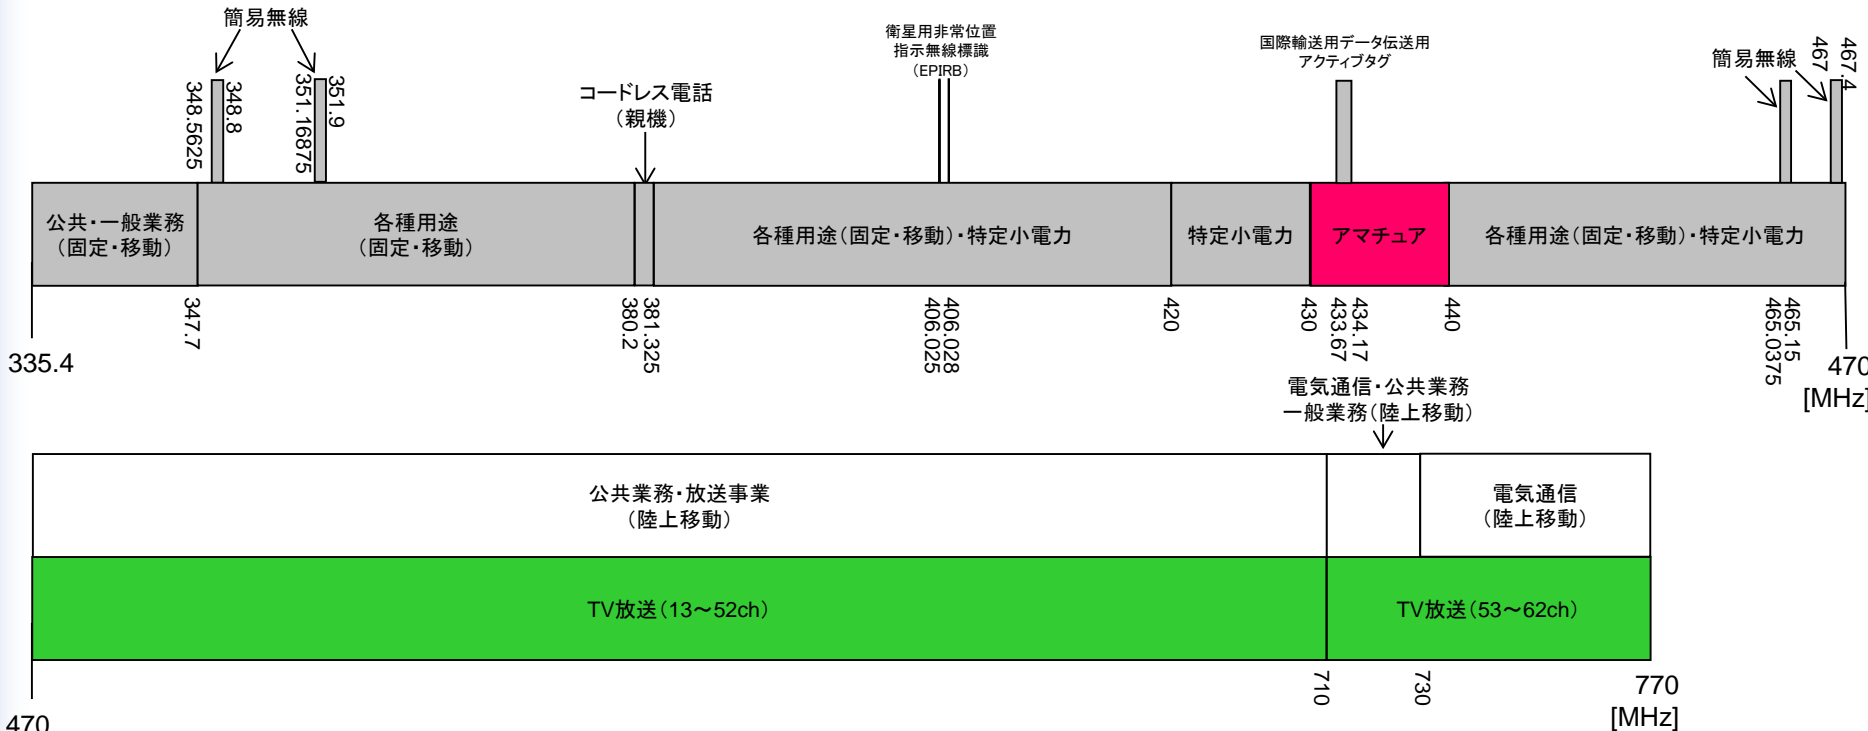 簡易無線
348.8
348.5625
351.9
351.16875
コードレス電話
(親機)
衛星用非常位置
指示無線標識
(EPIRB)
国際輸送用データ伝送用
アクティブタグ
簡易無線
467.4
467
公共・一般業務
(固定・移動)
各種用途
(固定・移動)
各種用途(固定・移動)・特定小電力
特定小電力
アマチュア
各種用途(固定・移動)・特定小電力
335.4
347.7
380.2
381.325
406.028
406.025
420
430
434.17
433.67
440
465.15
465.0375
470
[MHz]
電気通信・公共業務
一般業務(陸上移動)
公共業務・放送事業
(陸上移動)
電気通信
(陸上移動)
TV放送(13～52ch)
TV放送(53～62ch)
470
710
730
770
[MHz]